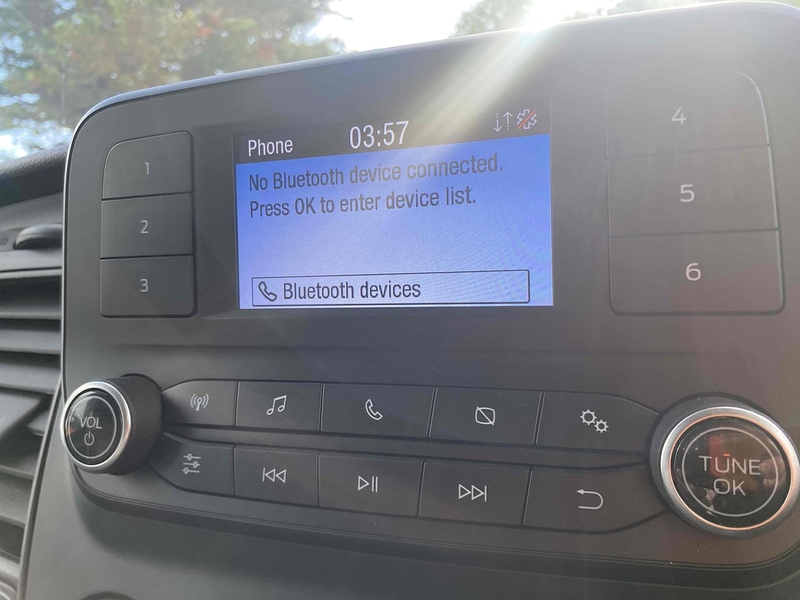 Phone 03:57
No Bluetooth device connected.
Press OK to enter device list.
Bluetooth devices
1
2
3
4
5
6
VOL
TUNE
OK